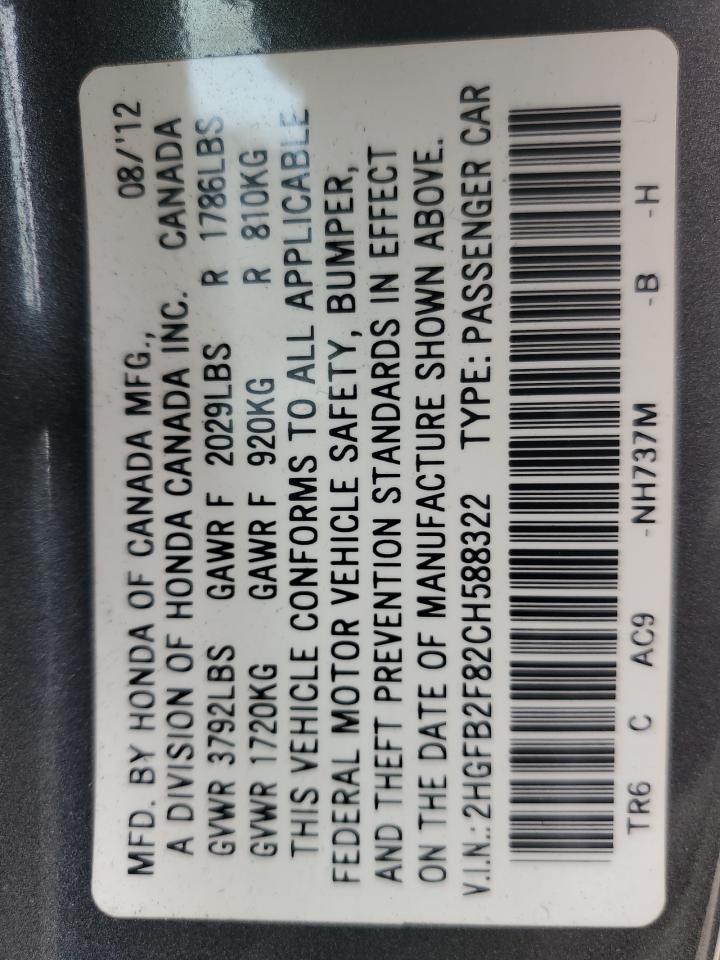 MFD. BY HONDA OF CANADA MFG., 08/'12
A DIVISION OF HONDA CANADA INC. CANADA
GVWR 3792LBS GAWR F 2029LBS R 1786LBS
GVWR 1720KG GAWR F 920KG R 810KG
THIS VEHICLE CONFORMS TO ALL APPLICABLE
FEDERAL MOTOR VEHICLE SAFETY, BUMPER,
AND THEFT PREVENTION STANDARDS IN EFFECT
ON THE DATE OF MANUFACTURE SHOWN ABOVE.
V.I.N.: 2HGFB2F82CH588322 TYPE: PASSENGER CAR
TR6 C AC9 -NH737M -B -H